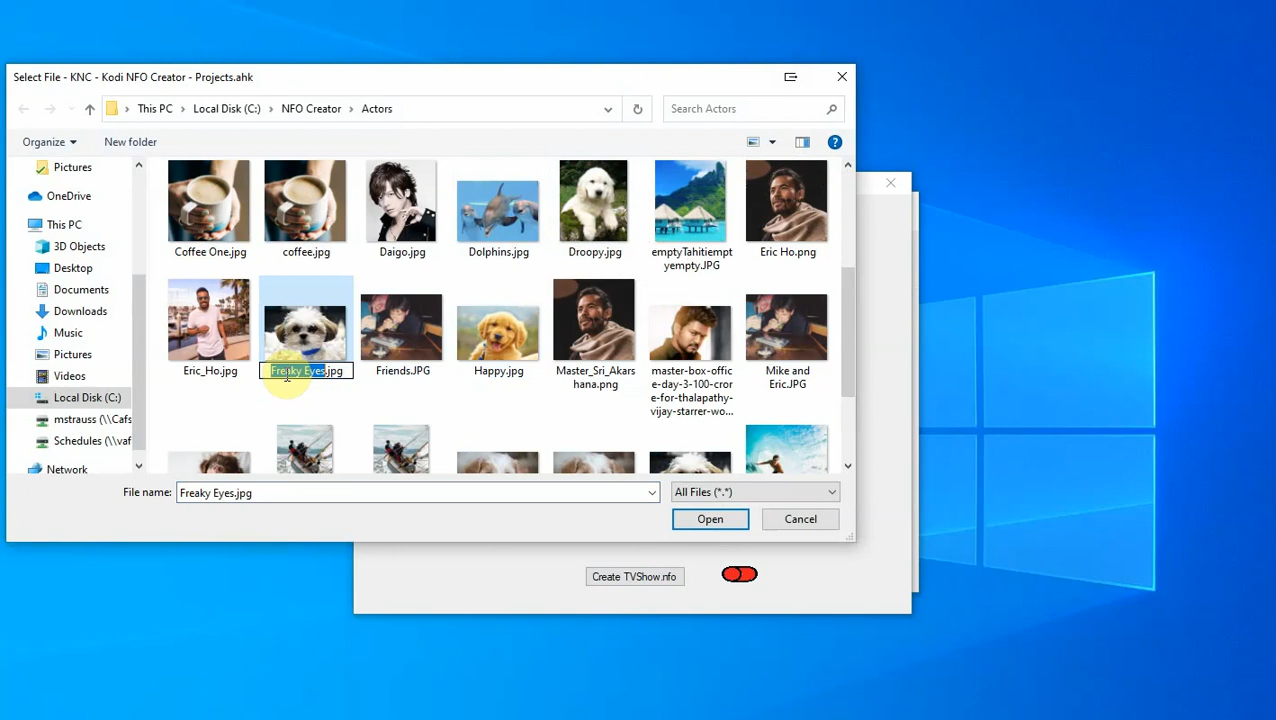 Select File - KNC - Kodi NFO Creator - Projects.ahk
This PC
Local Disk (C:)
NFO Creator
Actors
Search Actors
Organize
New folder
Pictures
OneDrive
This PC
3D Objects
Desktop
Documents
Downloads
Music
Pictures
Videos
Local Disk (C:)
mstrauss (\\Cafs
Schedules (\\vaf
Network
Coffee One.jpg
coffee.jpg
Daigo.jpg
Dolphins.jpg
Droopy.jpg
emptyTahitiempt
yempty.JPG
Eric Ho.png
Eric_Ho.jpg
Freaky Eyes.jpg
Friends.JPG
Happy.jpg
Master_Sri_Akars
hana.png
master-box-offic
e-day-3-100-cror
e-for-thalapathy-
vijay-starrer-wo...
Mike and
Eric.JPG
File name:
Freaky Eyes.jpg
All Files (*.*)
Open
Cancel
Create TVShow.nfo